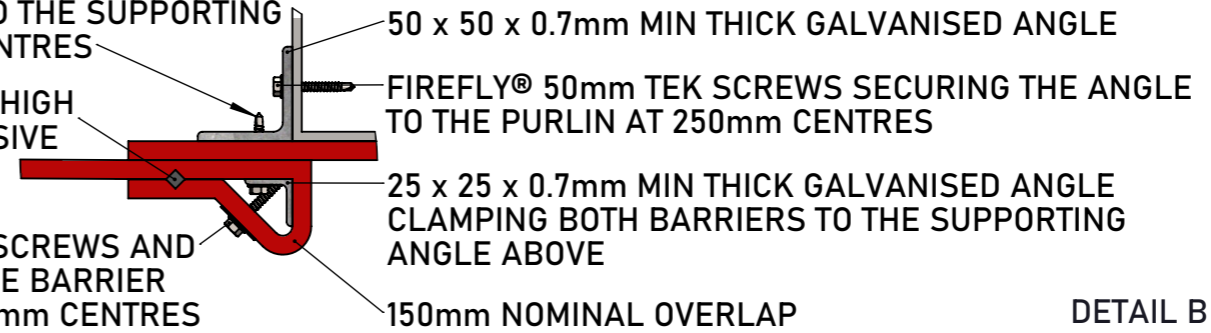 O THE SUPPORTING
NTRES
HIGH
SIVE
SCREWS AND
E BARRIER
mm CENTRES
50 x 50 x 0.7mm MIN THICK GALVANISED ANGLE
FIREFLY® 50mm TEK SCREWS SECURING THE ANGLE
TO THE PURLIN AT 250mm CENTRES
25 x 25 x 0.7mm MIN THICK GALVANISED ANGLE
CLAMPING BOTH BARRIERS TO THE SUPPORTING
ANGLE ABOVE
150mm NOMINAL OVERLAP
DETAIL B